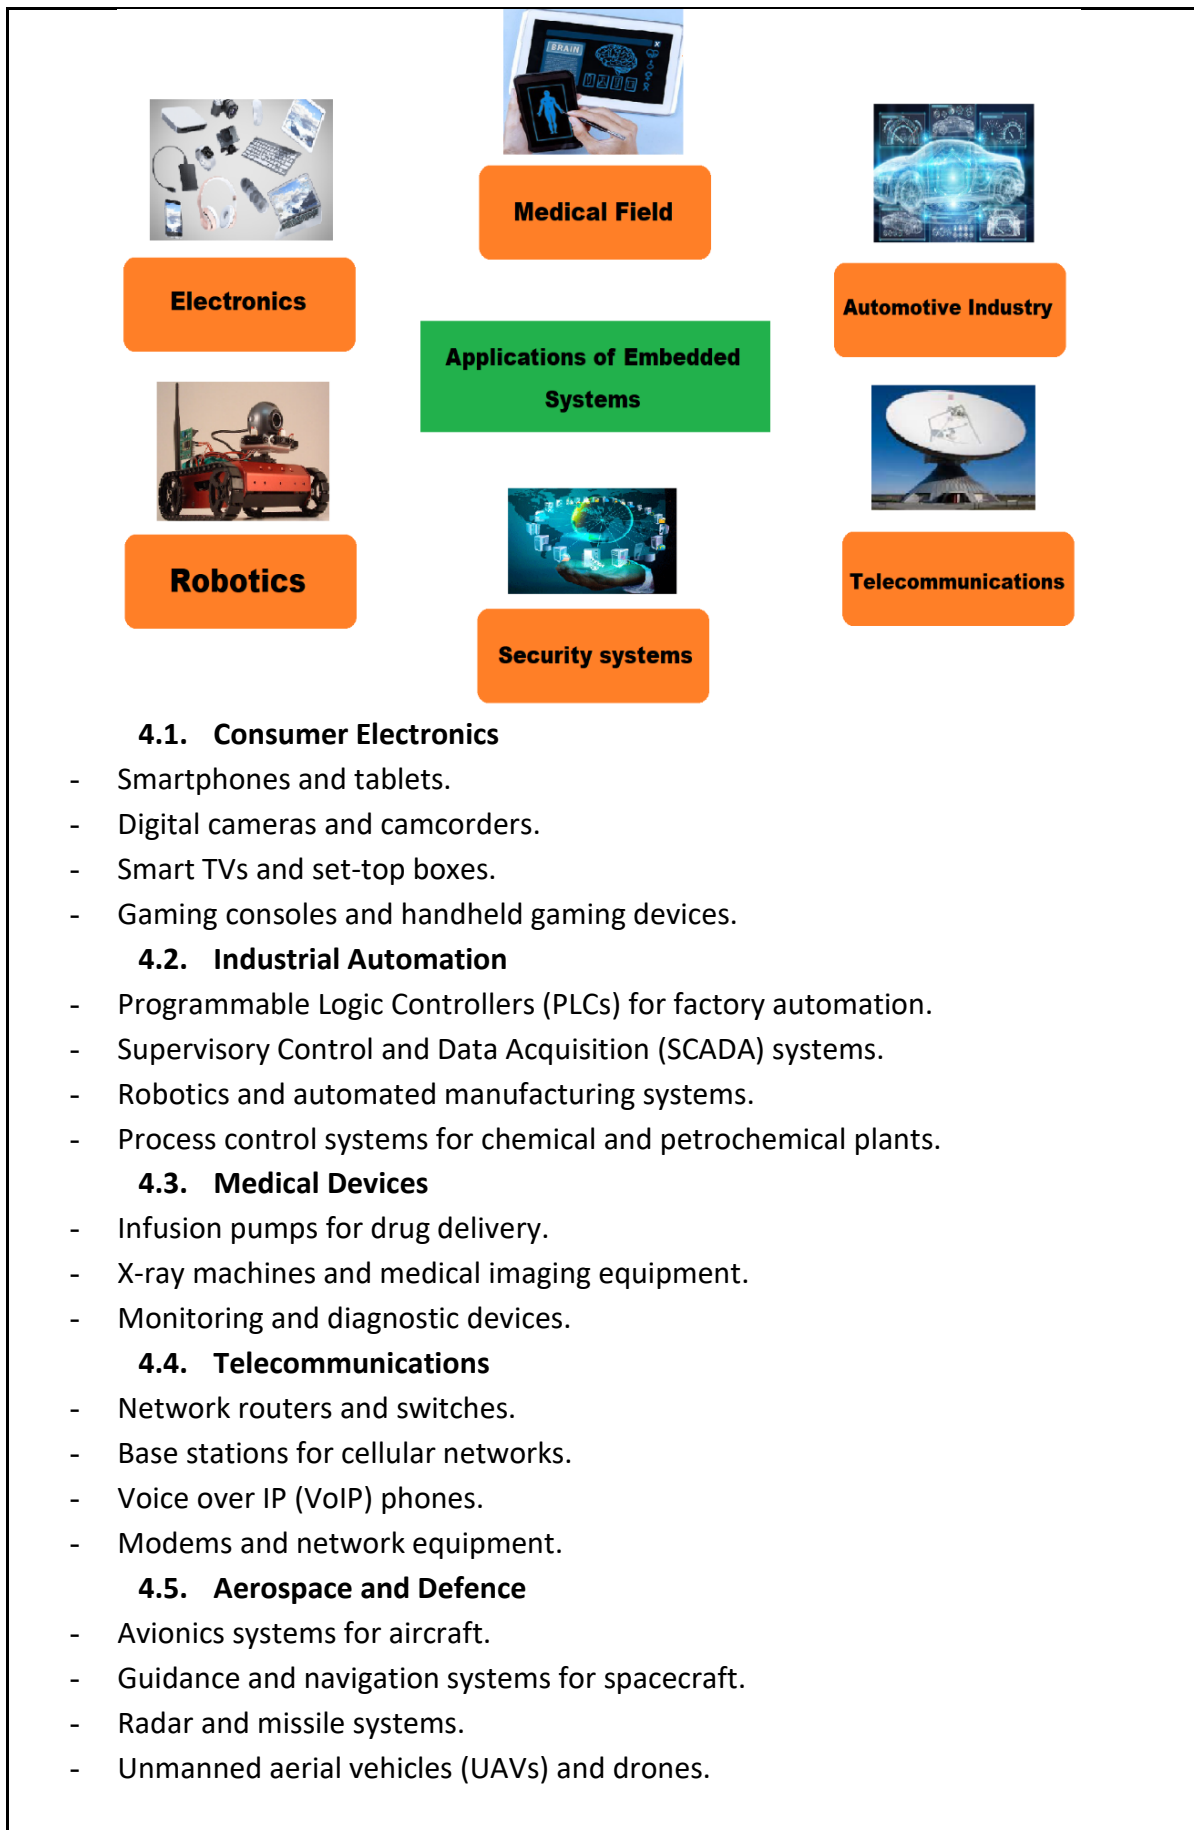 BRAIN
Medical Field
Electronics
Automotive Industry
Applications of Embedded
Systems
Robotics
Telecommunications
Security systems
4.1. Consumer Electronics
- Smartphones and tablets.
- Digital cameras and camcorders.
- Smart TVs and set-top boxes.
- Gaming consoles and handheld gaming devices.
4.2. Industrial Automation
- Programmable Logic Controllers (PLCs) for factory automation.
- Supervisory Control and Data Acquisition (SCADA) systems.
- Robotics and automated manufacturing systems.
- Process control systems for chemical and petrochemical plants.
4.3. Medical Devices
- Infusion pumps for drug delivery.
- X-ray machines and medical imaging equipment.
- Monitoring and diagnostic devices.
4.4. Telecommunications
- Network routers and switches.
- Base stations for cellular networks.
- Voice over IP (VoIP) phones.
- Modems and network equipment.
4.5. Aerospace and Defence
- Avionics systems for aircraft.
- Guidance and navigation systems for spacecraft.
- Radar and missile systems.
- Unmanned aerial vehicles (UAVs) and drones.